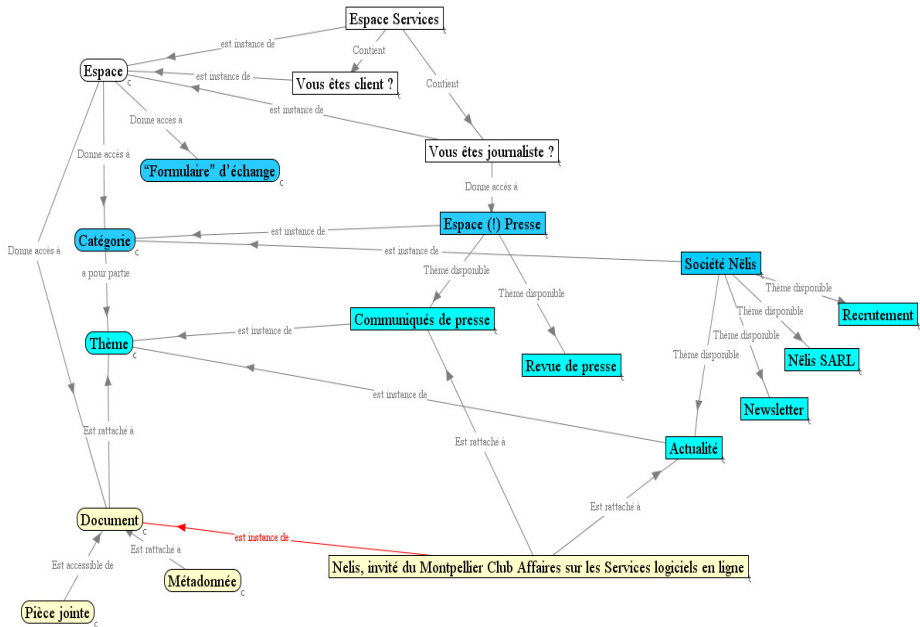 Espace Services
est instance de
Contient
Espace
est instance de
Vous êtes client ?
Contient
est instance de
Donne accès à
Vous êtes journaliste ?
Donne accès à
"Formulaire" d'échange
Donne accès à
Espace (!) Presse
est instance de
Catégorie
Donne accès à
est instance de
Société Nëlis
a pour partie
Thème disponible
Thème disponible
Thème disponible
Recrutement
Thème disponible
Communiqués de presse
est instance de
Thème
Thème disponible
Nëlis SARL
Revue de presse
est instance de
Newsletter
Est rattaché à
Est rattaché à
Actualité
Est rattaché à
Document
est instance de
Est rattaché à
Est accessible de
Nelis, invité du Montpellier Club Affaires sur les Services logiciels en ligne
Métadonnée
Pièce jointe